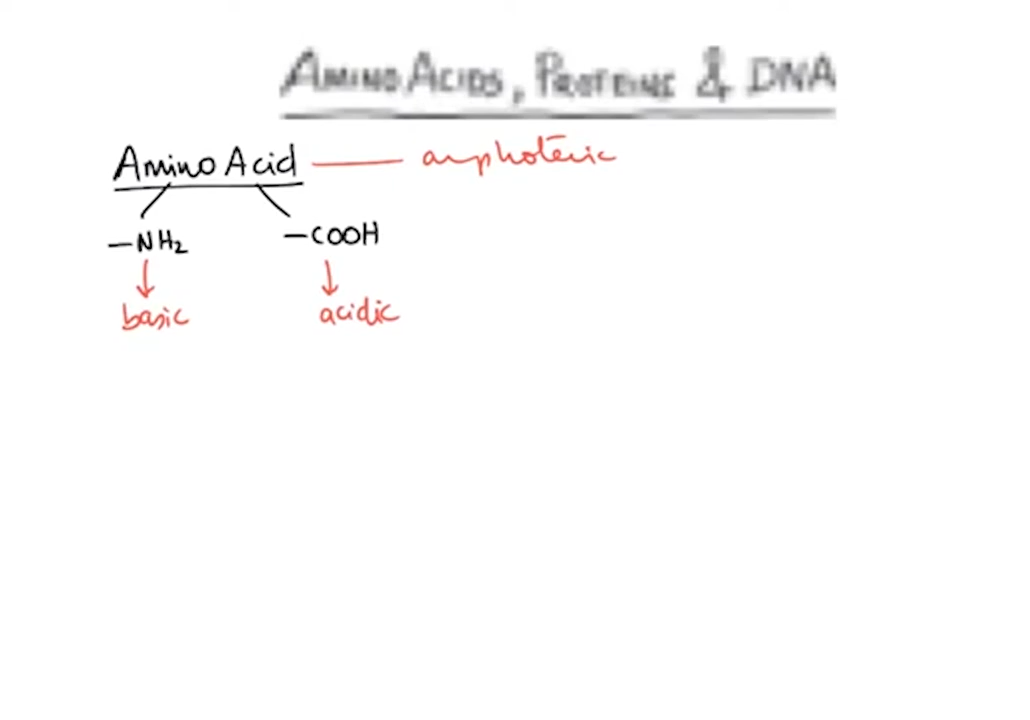 AMINO ACIDS, PROTEINS & DNA
Amino Acid — amphoteric
–NH₂ –COOH
↓ ↓
basic acidic